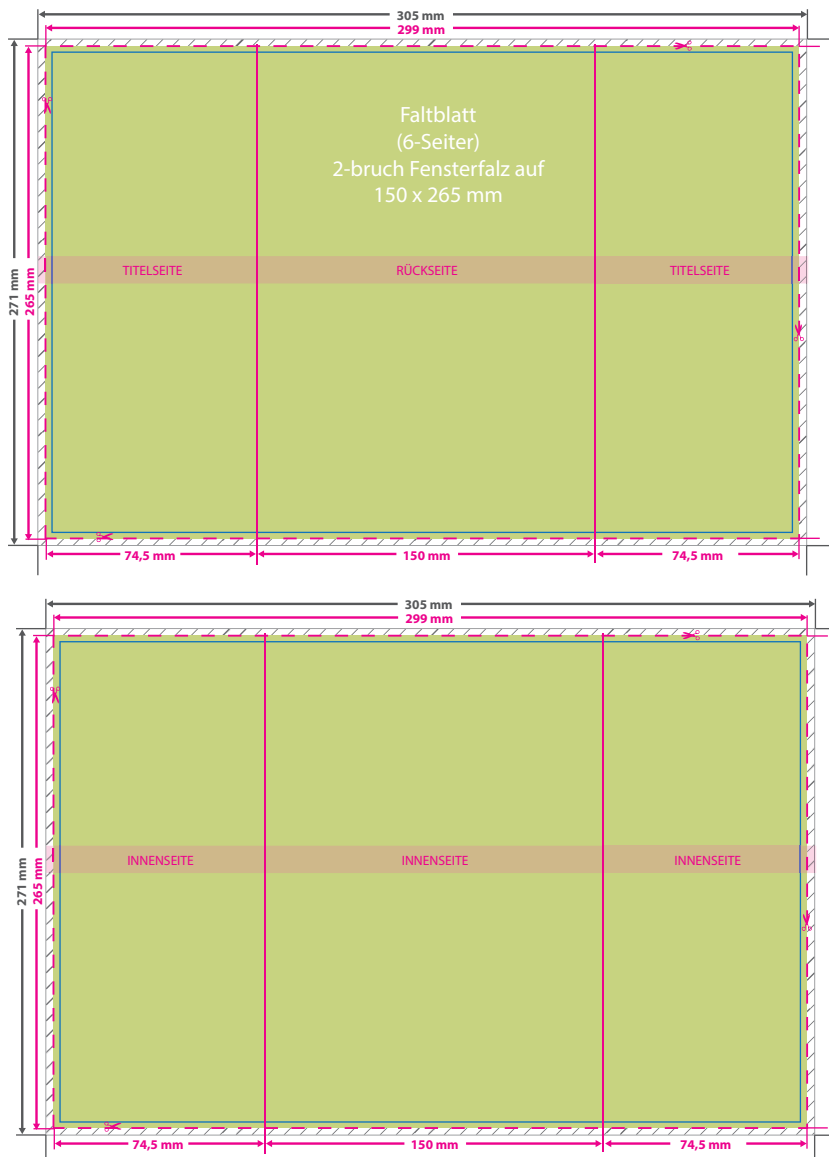 305 mm
299 mm
Faltblatt
(6-Seiter)
2-bruch Fensterfalz auf
150 x 265 mm
271 mm
265 mm
TITELSEITE
RÜCKSEITE
TITELSEITE
74,5 mm
150 mm
74,5 mm
305 mm
299 mm
271 mm
265 mm
INNENSEITE
INNENSEITE
INNENSEITE
74,5 mm
150 mm
74,5 mm